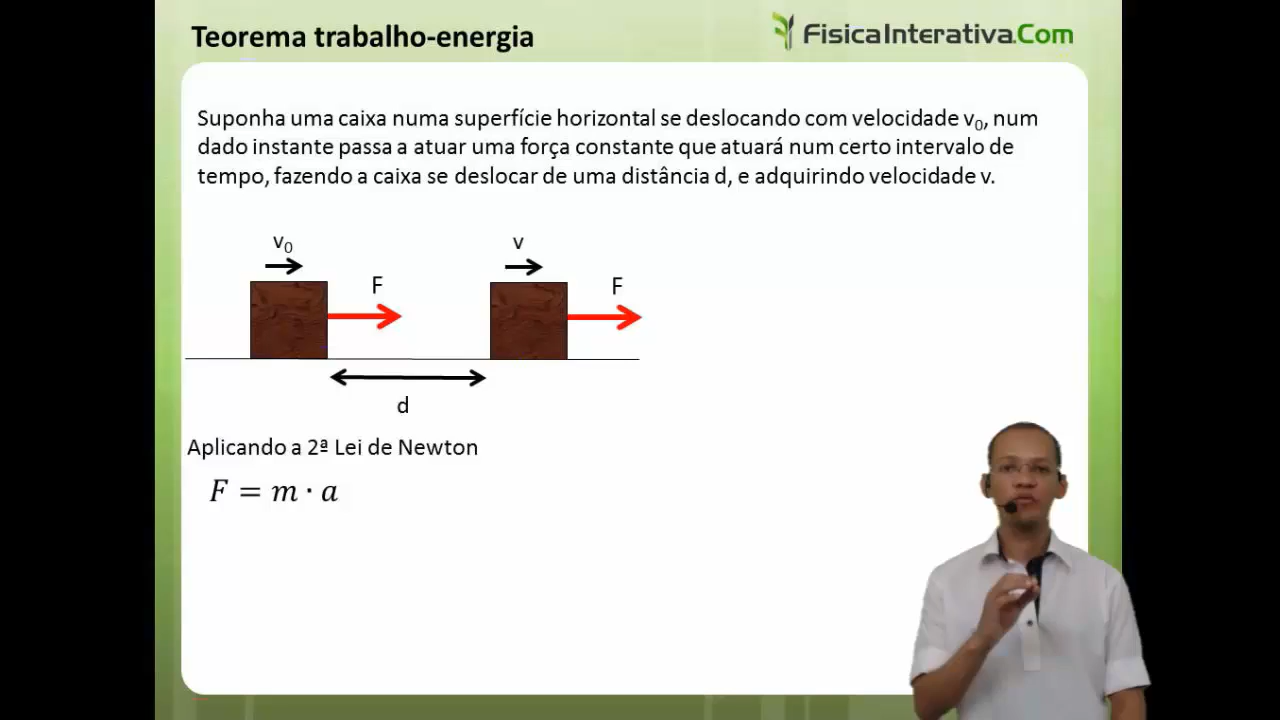 Teorema trabalho-energia
FisicaInterativa.Com
Suponha uma caixa numa superfície horizontal se deslocando com velocidade v₀, num
dado instante passa a atuar uma força constante que atuará num certo intervalo de
tempo, fazendo a caixa se deslocar de uma distância d, e adquirindo velocidade v.
v₀
v
F
F
d
Aplicando a 2ª Lei de Newton
F = m · a